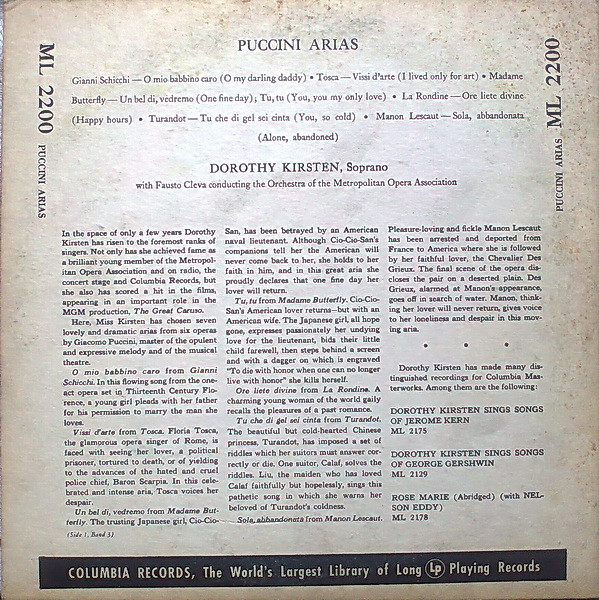 PUCCINI ARIAS
Gianni Schicchi — O mio babbino caro (O my darling daddy) • Tosca — Vissi d'arte (I lived only for art) • Madame
Butterfly — Un bel di, vedremo (One fine day); Tu, tu (You, you my only love) • La Rondine — Ore liete divine
(Happy hours) • Turandot — Tu che di gel sei cinta (You, so cold) • Manon Lescaut — Sola, abbandonata
(Alone, abandoned)
DOROTHY KIRSTEN, Soprano
with Fausto Cleva conducting the Orchestra of the Metropolitan Opera Association
ML 2200
PUCCINI ARIAS
PUCCINI ARIAS
ML 2200
In the space of only a few years Dorothy
Kirsten has risen to the foremost ranks of
singers. Not only has she achieved fame as
a brilliant young member of the Metropol-
itan Opera Association and on radio, the
concert stage and Columbia Records, but
she also has scored a hit in the films,
appearing in an important role in the
MGM production, The Great Caruso.
Here, Miss Kirsten has chosen seven
lovely and dramatic arias from six operas
by Giacomo Puccini, master of the opulent
and expressive melody and of the musical
theatre.
O mio babbino caro from Gianni
Schicchi. In this flowing song from the one-
act opera set in Thirteenth Century Flo-
rence, a young girl pleads with her father
for his permission to marry the man she
loves.
Vissi d'arte from Tosca. Floria Tosca,
the glamorous opera singer of Rome, is
faced with seeing her lover, a political
prisoner, tortured to death, or of yielding
to the advances of the hated and cruel
police chief, Baron Scarpia. In this cele-
brated and intense aria, Tosca voices her
despair.
Un bel di, vedremo from Madame But-
terfly. The trusting Japanese girl, Cio-Cio-
(Side 1, Band 3)
San, has been betrayed by an American
naval lieutenant. Although Cio-Cio-San's
companions tell her the American will
never come back to her, she holds to her
faith in him, and in this great aria she
proudly declares that one fine day her
lover will return.
Tu, tu from Madame Butterfly. Cio-Cio-
San's American lover returns—but with an
American wife. The Japanese girl, all hope
gone, expresses passionately her undying
love for the lieutenant, bids their little
child farewell, then steps behind a screen
and with a dagger on which is engraved
"To die with honor when one can no longer
live with honor" she kills herself.
Ore liete divine from La Rondine. A
charming young woman of the world gaily
recalls the pleasures of a past romance.
Tu che di gel sei cinta from Turandot.
The beautiful but cold-hearted Chinese
princess, Turandot, has imposed a set of
riddles which her suitors must answer cor-
rectly or die. One suitor, Calaf, solves the
riddles. Liu, the maiden who has loved
Calaf faithfully but hopelessly, sings this
pathetic song in which she warns her
beloved of Turandot's coldness.
Sola, abbandonata from Manon Lescaut.
Pleasure-loving and fickle Manon Lescaut
has been arrested and deported from
France to America where she is followed
by her faithful lover, the Chevalier Des
Grieux. The final scene of the opera dis-
closes the pair on a deserted plain. Des
Grieux, alarmed at Manon's appearance,
goes off in search of water. Manon, think-
ing her lover will never return, gives voice
to her loneliness and despair in this mov-
ing aria.
• • •
Dorothy Kirsten has made many dis-
tinguished recordings for Columbia Mas-
terworks. Among them are the following:
DOROTHY KIRSTEN SINGS SONGS
OF JEROME KERN
ML 2175
DOROTHY KIRSTEN SINGS SONGS
OF GEORGE GERSHWIN
ML 2129
ROSE MARIE (Abridged) (with NEL-
SON EDDY)
ML 2178
COLUMBIA RECORDS, The World's Largest Library of Long Lp Playing Records